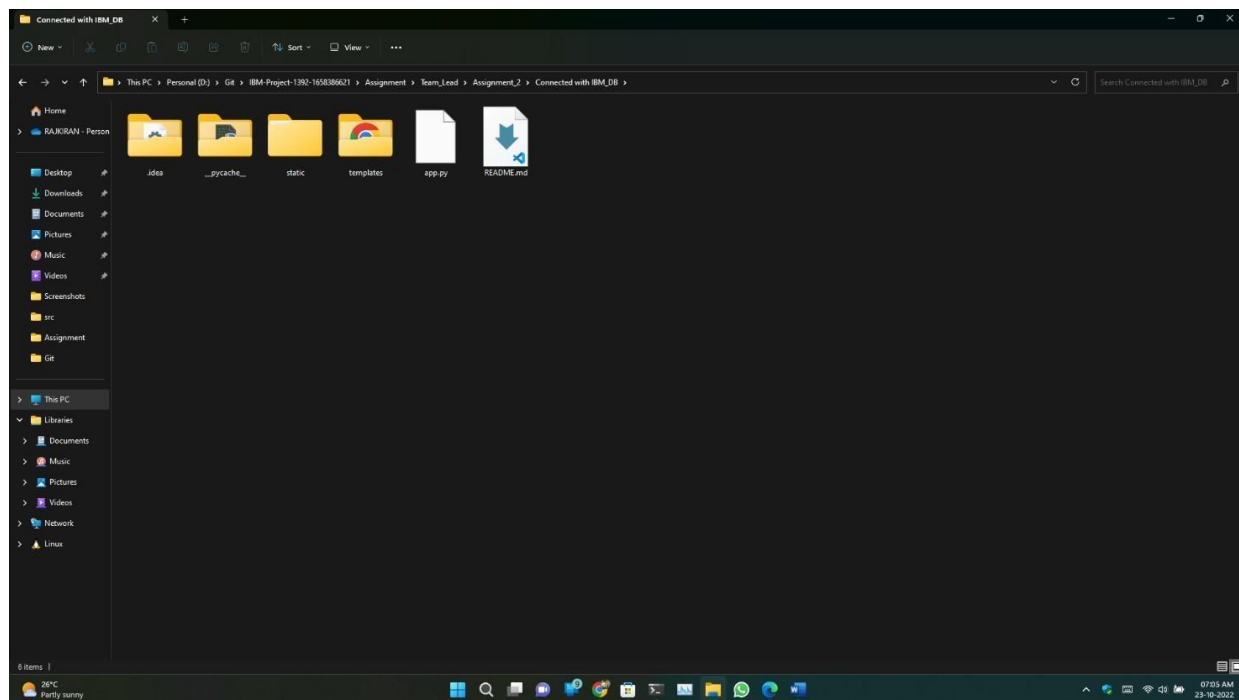 Connected with IBM_DB
New
Sort
View
This PC > Personal (D:) > Git > IBM-Project-1392-1658386621 > Assignment > Team_Lead > Assignment_2 > Connected with IBM_DB >
Search Connected with IBM_DB
Home
RAJKIRAN - Person
Desktop
Downloads
Documents
Pictures
Music
Videos
Screenshots
src
Assignment
Git
This PC
Libraries
Documents
Music
Pictures
Videos
Network
Linux
.idea
__pycache__
static
templates
app.py
README.md
6 items
26°C
Partly sunny
9
07:05 AM
23-10-2022